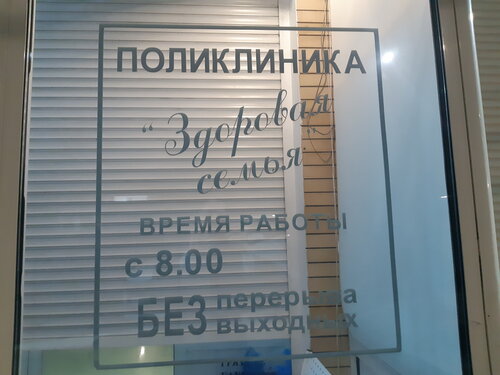 ПОЛИКЛИНИКА
"Здоровая
семья"
ВРЕМЯ РАБОТЫ
с 8.00
БЕЗ перерыва
выходных